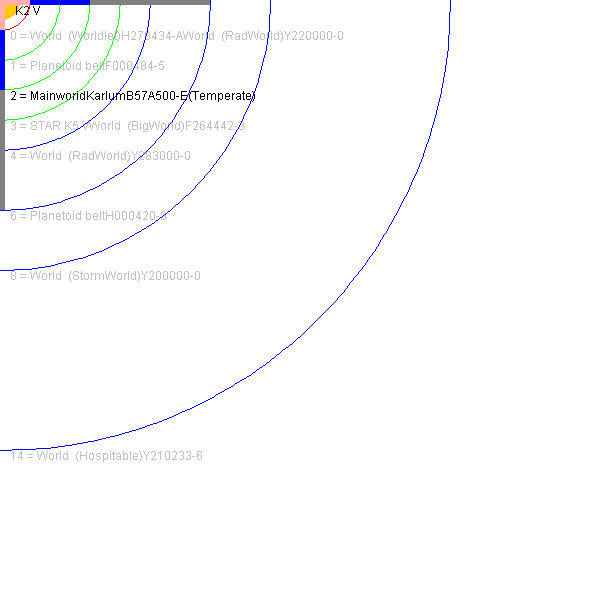 K2 V
0 = World  (Worldlet)H270434-AWorld  (RadWorld)Y220000-0
1 = Planetoid beltF000484-5
2 = MainworldKarlumB57A500-E(Temperate)
3 = STAR K5 VWorld  (BigWorld)F264442-3
4 = World  (RadWorld)Y283000-0
6 = Planetoid beltH000420-6
8 = World  (StormWorld)Y200000-0
14 = World  (Hospitable)Y210233-6